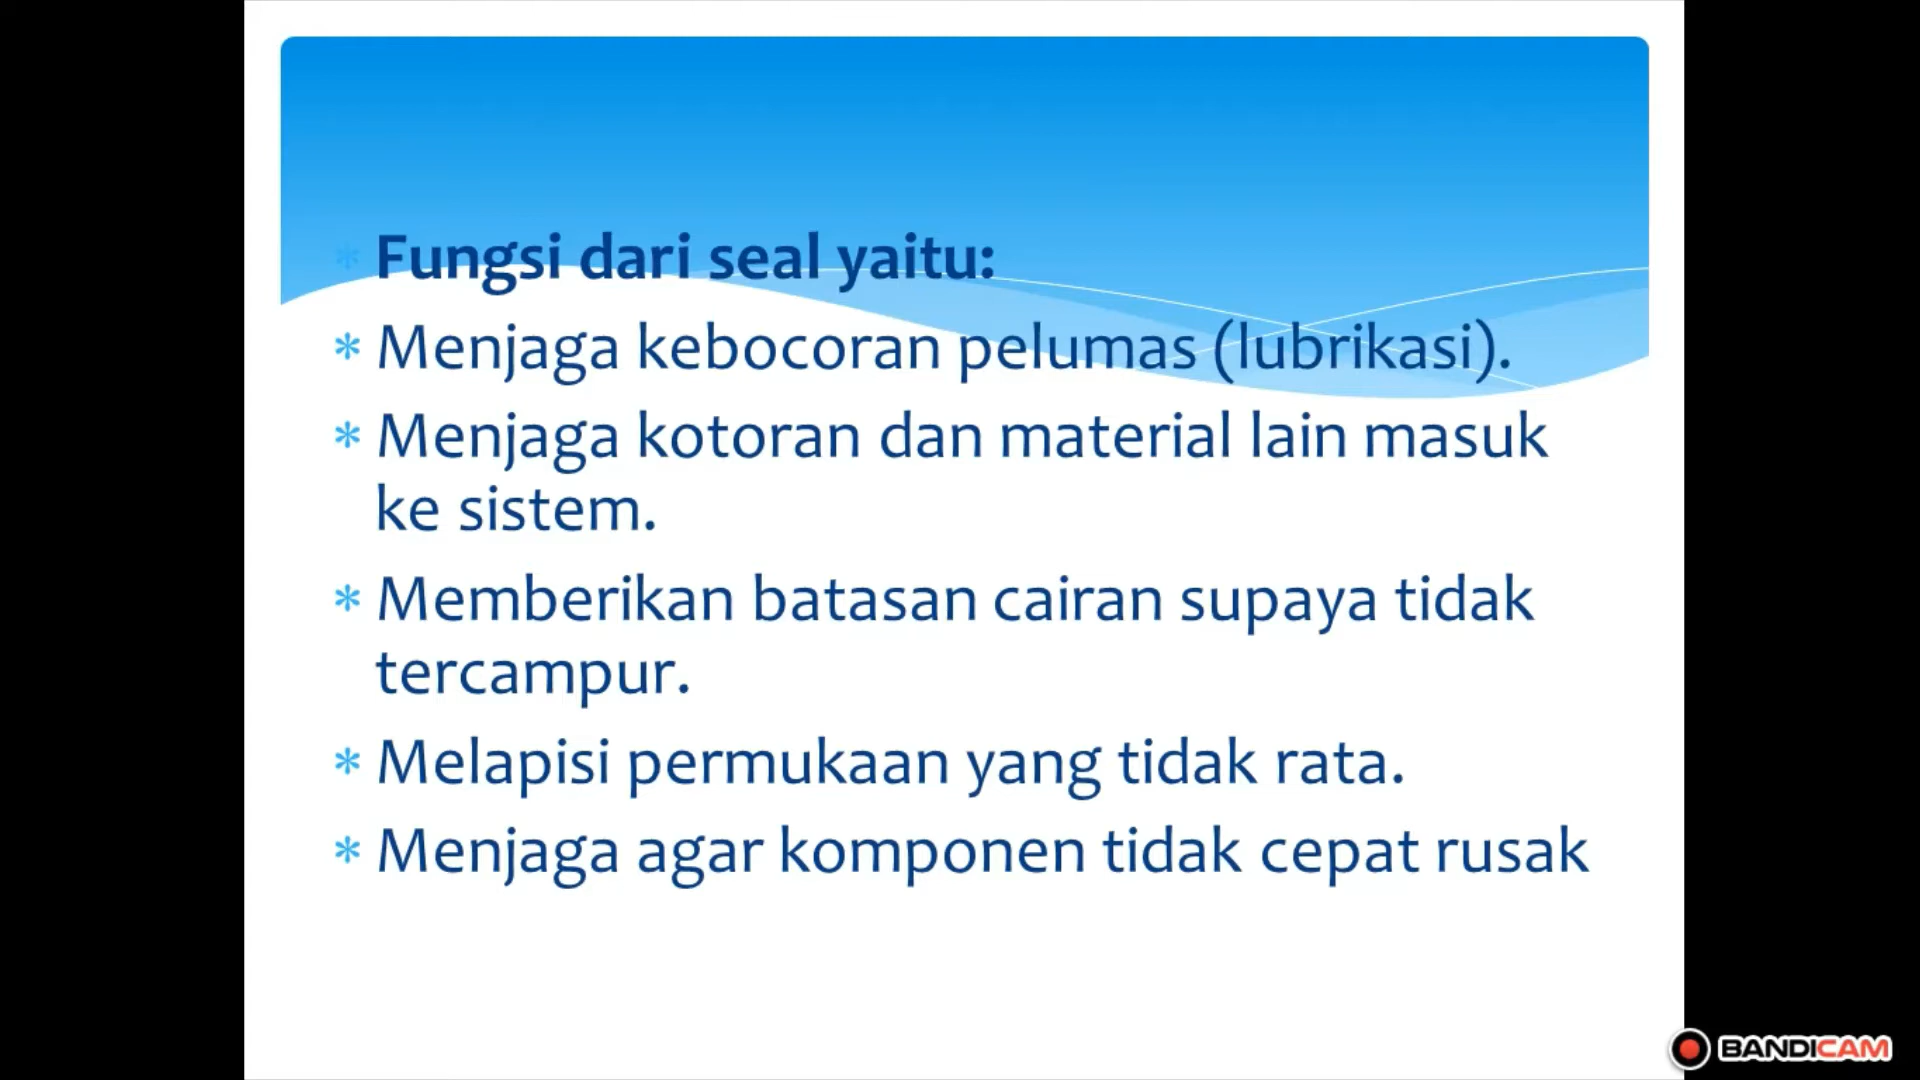 * Fungsi dari seal yaitu:
* Menjaga kebocoran pelumas (lubrikasi).
* Menjaga kotoran dan material lain masuk
ke sistem.
* Memberikan batasan cairan supaya tidak
tercampur.
* Melapisi permukaan yang tidak rata.
* Menjaga agar komponen tidak cepat rusak
BANDICAM